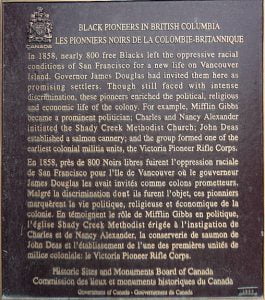 CANADA
BLACK PIONEERS IN BRITISH COLUMBIA
LES PIONNIERS NOIRS DE LA COLOMBIE-BRITANNIQUE
In 1858, nearly 800 free Blacks left the oppressive racial
conditions of San Francisco for a new life on Vancouver
Island. Governor James Douglas had invited them here as
promising settlers. Though still faced with intense
discrimination, these pioneers enriched the political, religious
and economic life of the colony. For example, Mifflin Gibbs
became a prominent politician; Charles and Nancy Alexander
initiated the Shady Creek Methodist Church; John Deas
established a salmon cannery; and the group formed one of the
earliest colonial militia units, the Victoria Pioneer Rifle Corps.
En 1858, près de 800 Noirs libres fuirent l'oppression raciale
de San Francisco pour l'île de Vancouver où le gouverneur
James Douglas les avait invités comme colons prometteurs.
Malgré la discrimination dont ils furent l'objet, ces pionniers
marquèrent la vie politique, religieuse et économique de la
colonie. En témoignent le rôle de Mifflin Gibbs en politique,
l'église Shady Creek Methodist érigée à l'instigation de
Charles et de Nancy Alexander, la conserverie de saumon de
John Deas et l'établissement de l'une des premières unités de
milice coloniale: le Victoria Pioneer Rifle Corps.
Historic Sites and Monuments Board of Canada
Commission des lieux et monuments historiques du Canada
Government of Canada - Gouvernement du Canada